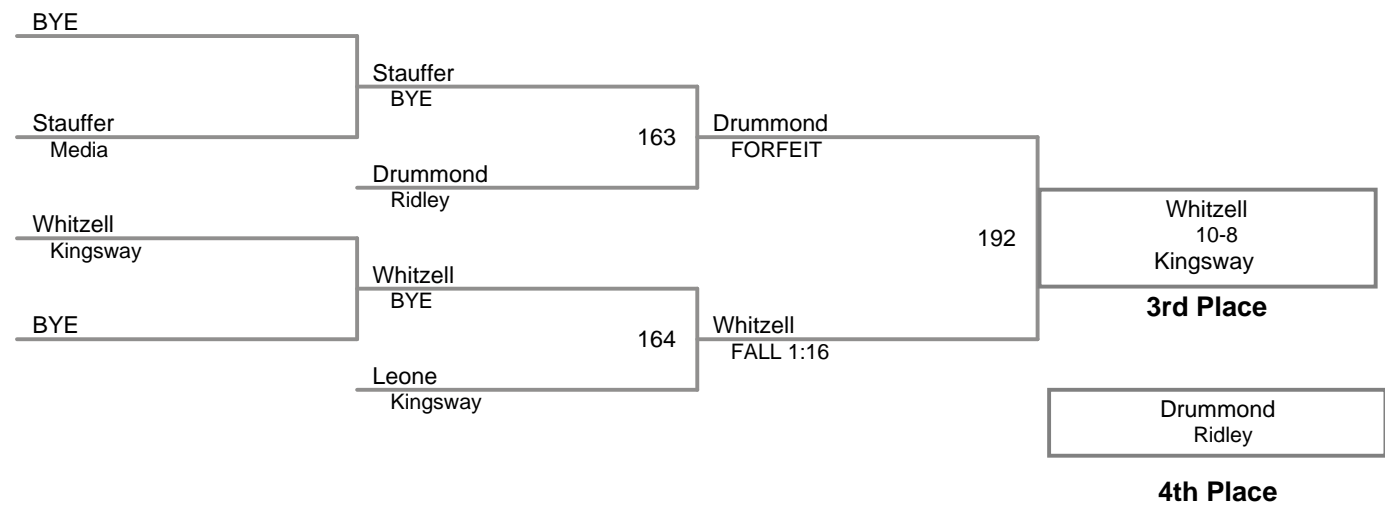 BYE
Stauffer
BYE
Stauffer
Media
163
Drummond
FORFEIT
Drummond
Ridley
Whitzell
Kingsway
192
Whitzell
10-8
Kingsway
3rd Place
Whitzell
BYE
BYE
164
Whitzell
FALL 1:16
Leone
Kingsway
Drummond
Ridley
4th Place